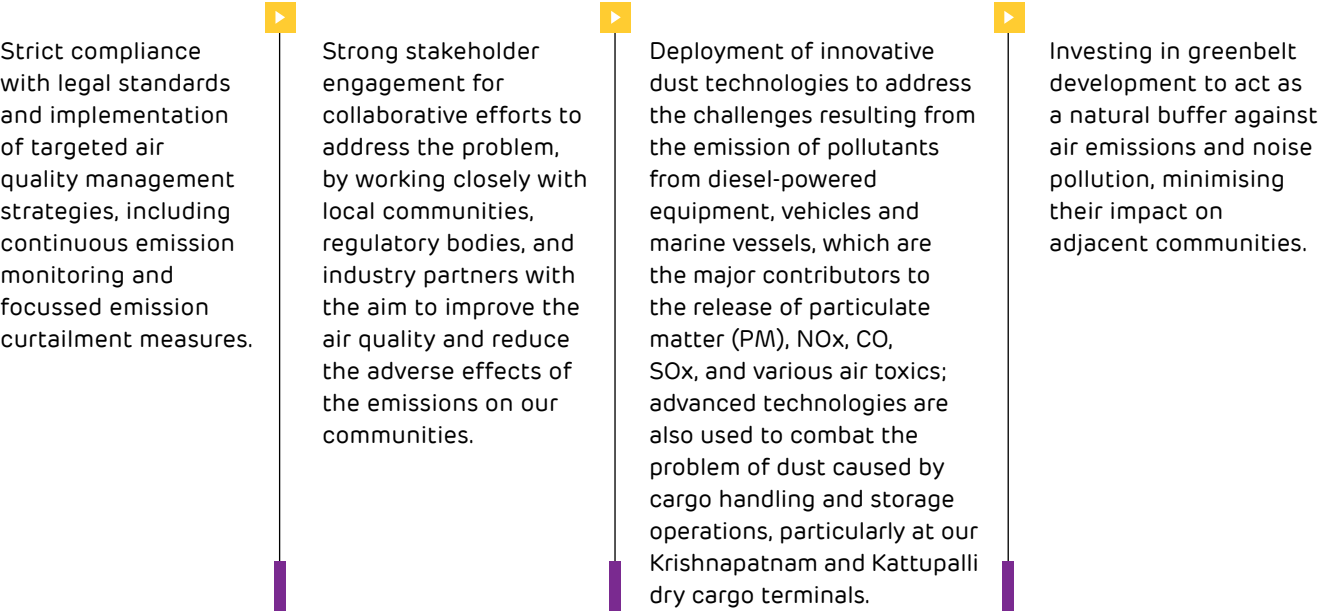 Strict compliance
with legal standards
and implementation
of targeted air
quality management
strategies, including
continuous emission
monitoring and
focussed emission
curtailment measures.
Strong stakeholder
engagement for
collaborative efforts to
address the problem,
by working closely with
local communities,
regulatory bodies, and
industry partners with
the aim to improve the
air quality and reduce
the adverse effects of
the emissions on our
communities.
Deployment of innovative
dust technologies to address
the challenges resulting from
the emission of pollutants
from diesel-powered
equipment, vehicles and
marine vessels, which are
the major contributors to
the release of particulate
matter (PM), NOx, CO,
SOx, and various air toxics;
advanced technologies are
also used to combat the
problem of dust caused by
cargo handling and storage
operations, particularly at our
Krishnapatnam and Kattupalli
dry cargo terminals.
Investing in greenbelt
development to act as
a natural buffer against
air emissions and noise
pollution, minimising
their impact on
adjacent communities.